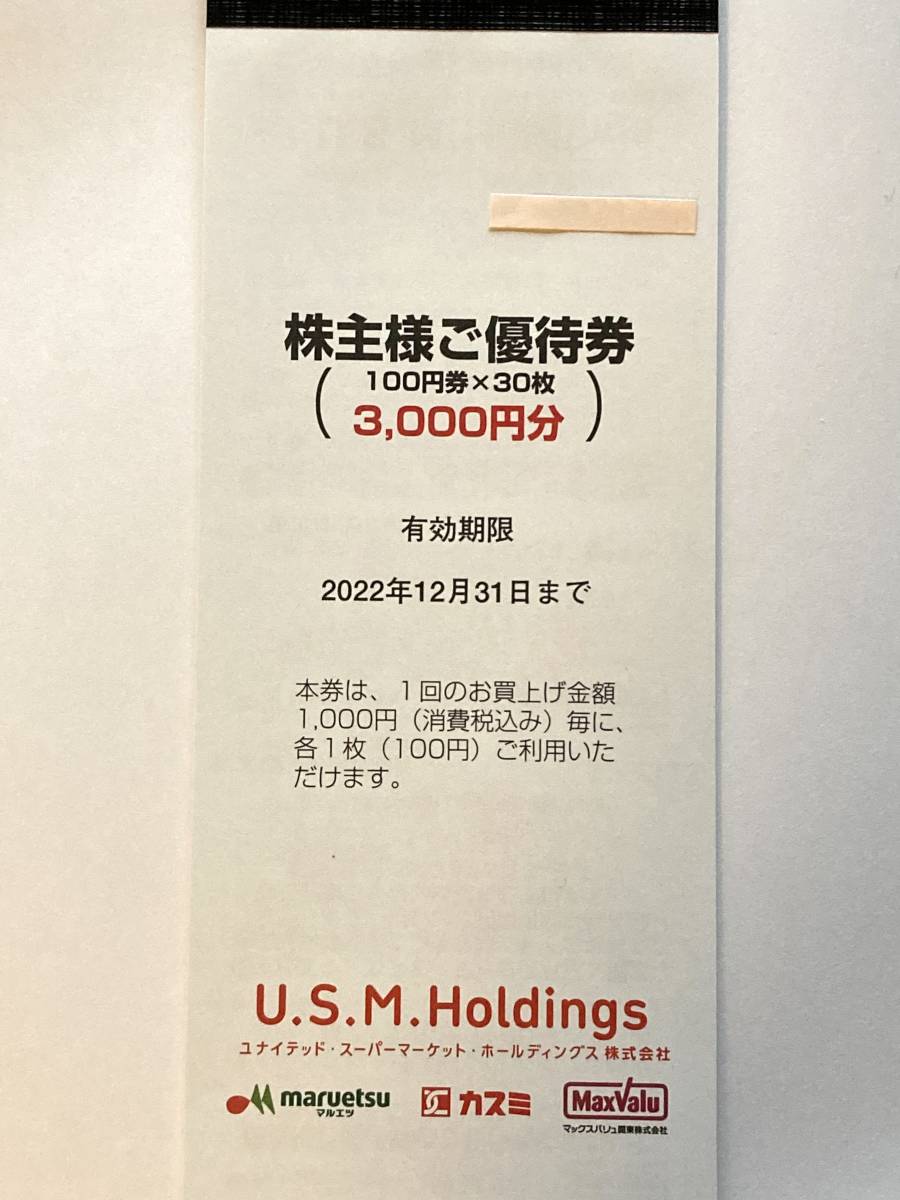 株主様ご優待券
(100円券×30枚
3,000円分)
有効期限
2022年12月31日まで
本券は、1回のお買上げ金額
1,000円(消費税込み)毎に、
各1枚(100円)ご利用いた
だけます。
U.S.M.Holdings
ユナイテッド・スーパーマーケット・ホールディングス 株式会社
maruetsu
マルエツ
カスミ
MaxValu
マックスバリュ関東株式会社